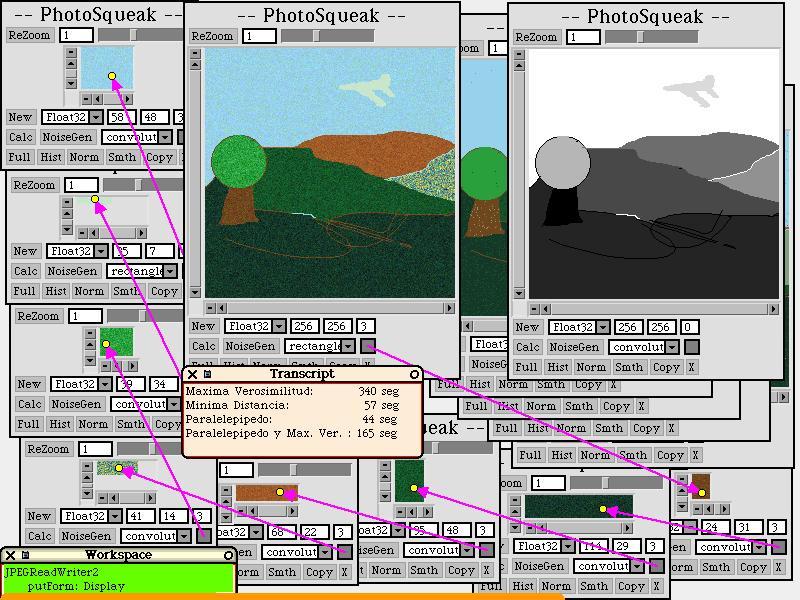 -- PhotoSqueak --
ReZoom 1
New Float32 58 48 3
Calc NoiseGen convolut
Full Hist Norm Smth Copy
ReZoom 1
New Float32 7
Calc NoiseGen rectangle
Full Hist Norm Smth Copy
ReZoom 1
New Float32 34
Calc NoiseGen convolut
Full Hist Norm Smth Copy
ReZoom 1
New Float32 41 14 3
Calc NoiseGen convolut
-- PhotoSqueak --
ReZoom 1
New Float32 256 256 3
Calc NoiseGen rectangle
-- PhotoSqueak --
ReZoom 1
New Float32 256 256 0
Calc NoiseGen convolut
Full Hist Norm Smth Copy X
Full Hist Norm Smth Copy X
Full Hist Norm Smth Copy X
Full Hist Norm Smth Copy X
Full Hist Norm Smth Copy X
Transcript
Maxima Verosimilitud: 340 seg
Minima Distancia: 57 seg
Paralelepipedo: 44 seg
Paralelepipedo y Max. Ver. : 165 seg
1
22 3
convolut
Hist Norm Smth Copy X
48 3
NoiseGen convolut
Full Hist Norm Smth Copy X
ReZoom 1
Float32 114 29 3
NoiseGen convolut
Full Hist Norm Smth Copy X
24 31 3
convolut
Hist Norm Smth Copy X
Workspace
JPEGReadWriter2
putForm: Display